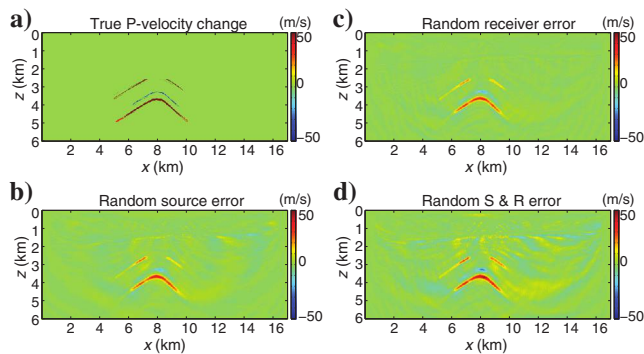 a) True P-velocity change (m/s)
0
1
2
3
4
5
6
z (km)
2 4 6 8 10 12 14 16
x (km)
50
0
−50
b) Random source error (m/s)
0
1
2
3
4
5
6
z (km)
2 4 6 8 10 12 14 16
x (km)
50
0
−50
c) Random receiver error (m/s)
0
1
2
3
4
5
6
z (km)
2 4 6 8 10 12 14 16
x (km)
50
0
−50
d) Random S & R error (m/s)
0
1
2
3
4
5
6
z (km)
2 4 6 8 10 12 14 16
x (km)
50
0
−50